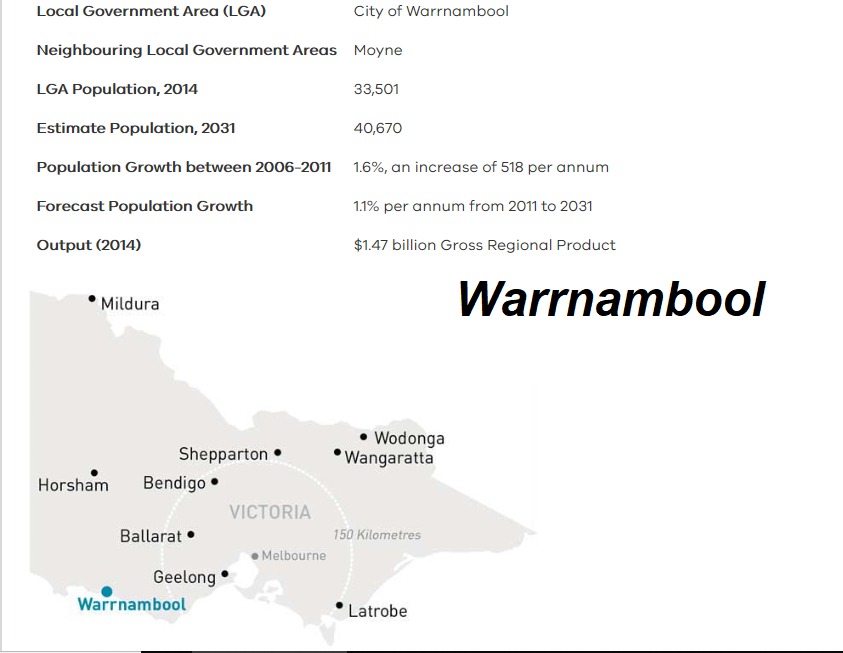 Local Government Area (LGA) City of Warrnambool
Neighbouring Local Government Areas Moyne
LGA Population, 2014 33,501
Estimate Population, 2031 40,670
Population Growth between 2006-2011 1.6%, an increase of 518 per annum
Forecast Population Growth 1.1% per annum from 2011 to 2031
Output (2014) $1.47 billion Gross Regional Product
Warrnambool
Mildura
Wodonga
Shepparton
Wangaratta
Horsham
Bendigo
VICTORIA
Ballarat
150 Kilometres
Melbourne
Geelong
Warrnambool
Latrobe